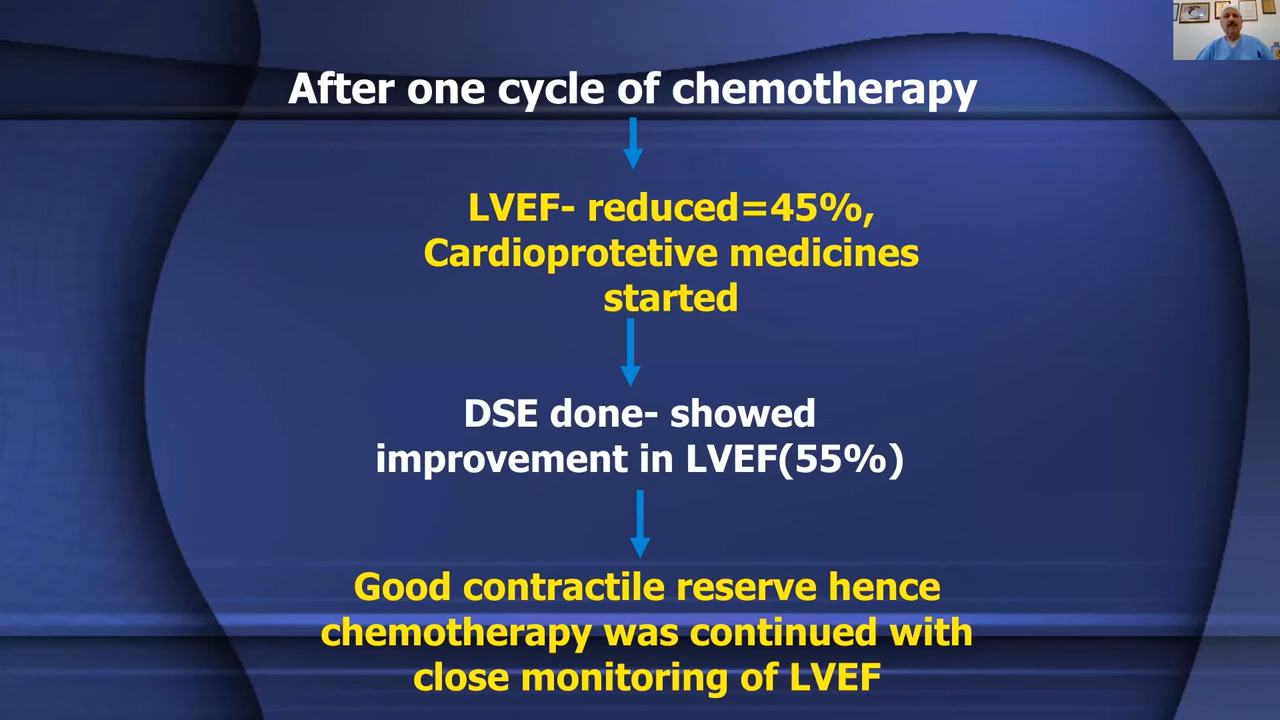 After one cycle of chemotherapy
LVEF- reduced=45%,
Cardioprotetive medicines
started
DSE done- showed
improvement in LVEF(55%)
Good contractile reserve hence
chemotherapy was continued with
close monitoring of LVEF